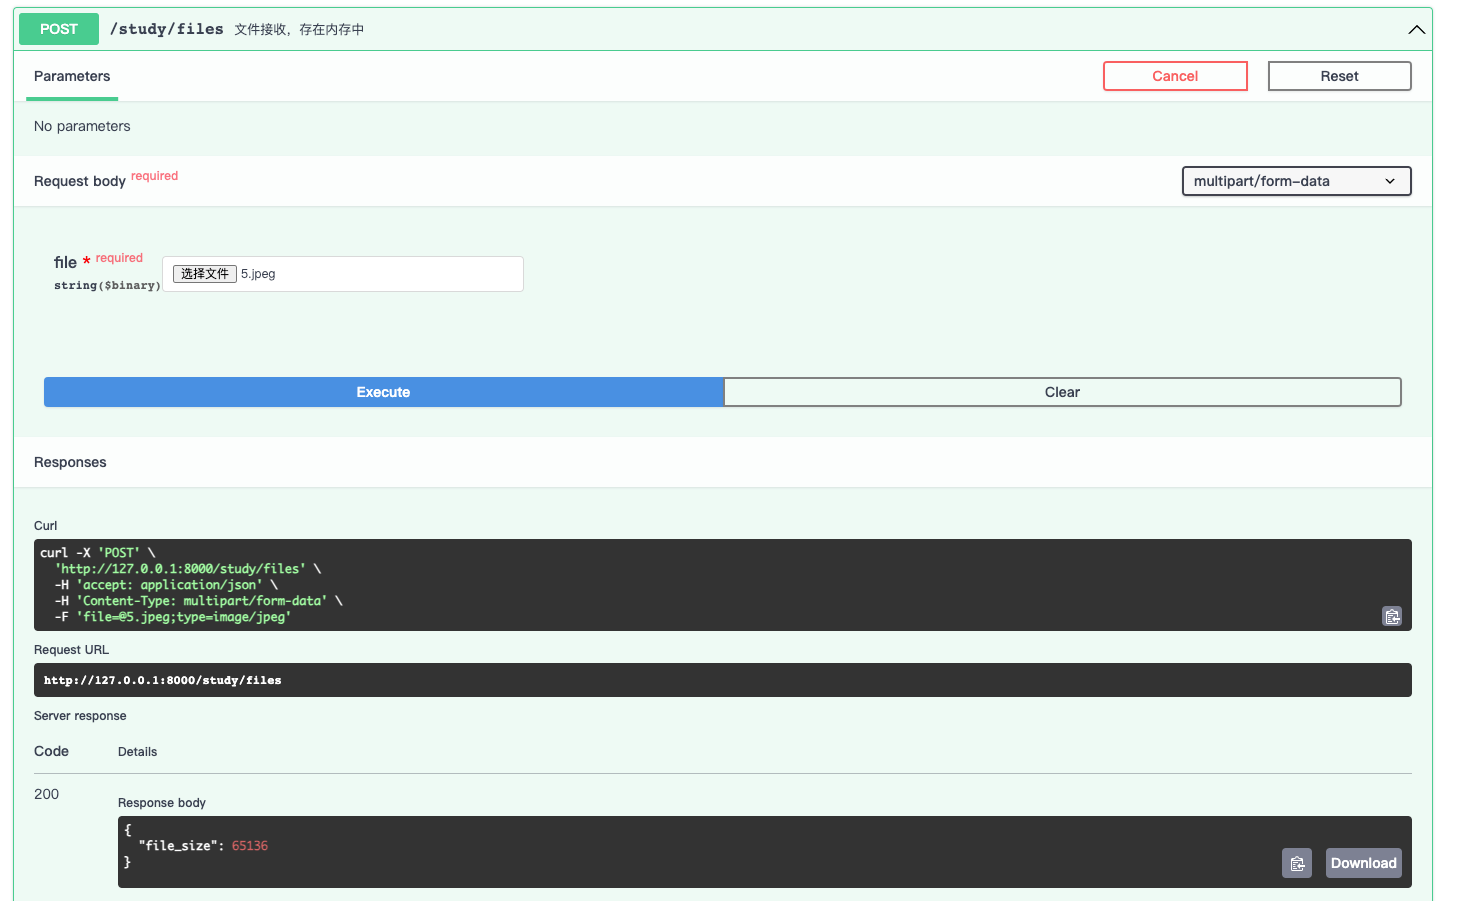 POST /study/files 文件接收，存在内存中
Parameters
Cancel
Reset
No parameters
Request body required
multipart/form-data
file * required
string($binary)
选择文件 5.jpeg
Execute
Clear
Responses
Curl
curl -X 'POST' \
'http://127.0.0.1:8000/study/files' \
-H 'accept: application/json' \
-H 'Content-Type: multipart/form-data' \
-F 'file=@5.jpeg;type=image/jpeg'
Request URL
http://127.0.0.1:8000/study/files
Server response
Code Details
200
Response body
{
"file_size": 65136
}
Download